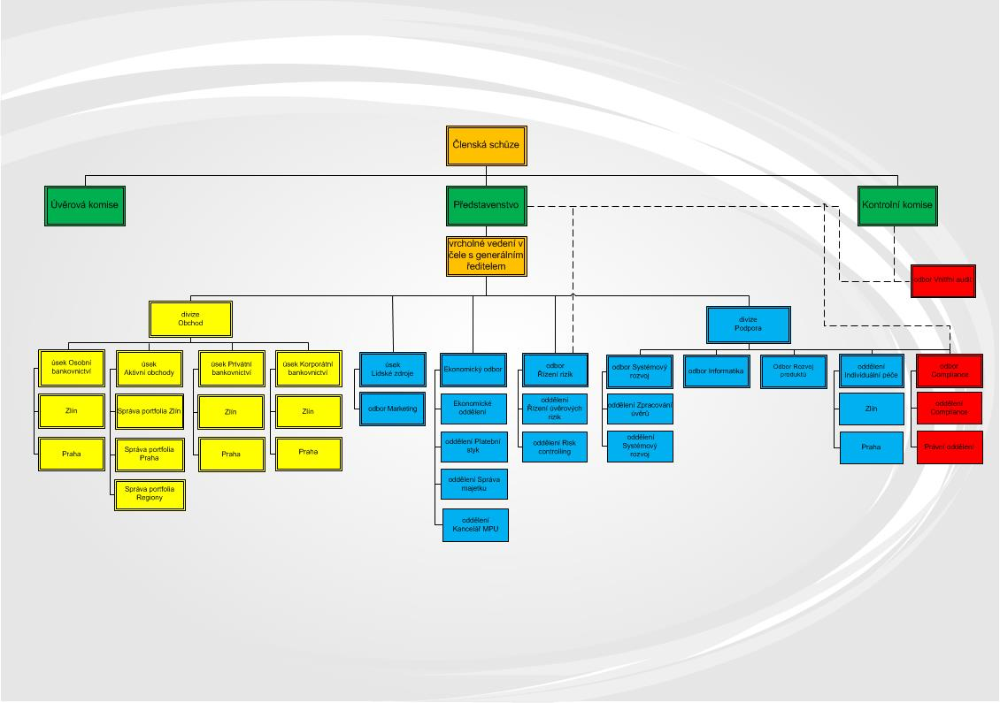 Členská schůze
Úvěrová komise
Představenstvo
Kontrolní komise
vrcholné vedení v
čele s generálním
ředitelem
odbor Vnitřní audit
divize
Obchod
divize
Podpora
úsek Osobní
bankovnictví
úsek
Aktivní obchody
úsek Privátní
bankovnictví
úsek Korporátní
bankovnictví
úsek
Lidské zdroje
Ekonomický odbor
odbor
Řízení rizik
odbor Systémový
rozvoj
odbor Informatika
Odbor Rozvoj
produktů
oddělení
Individuální péče
odbor
Compliance
Zlín
Správa portfolia Zlín
Zlín
Zlín
odbor Marketing
Ekonomické
oddělení
oddělení
Řízení úvěrových
rizik
oddělení Zpracování
úvěrů
Zlín
oddělení
Compliance
Praha
Správa portfolia
Praha
Praha
Praha
oddělení Platební
styk
oddělení Risk
controlling
oddělení
Systémový
rozvoj
Praha
Právní oddělení
Správa portfolia
Regiony
oddělení Správa
majetku
oddělení
Kancelář MPU